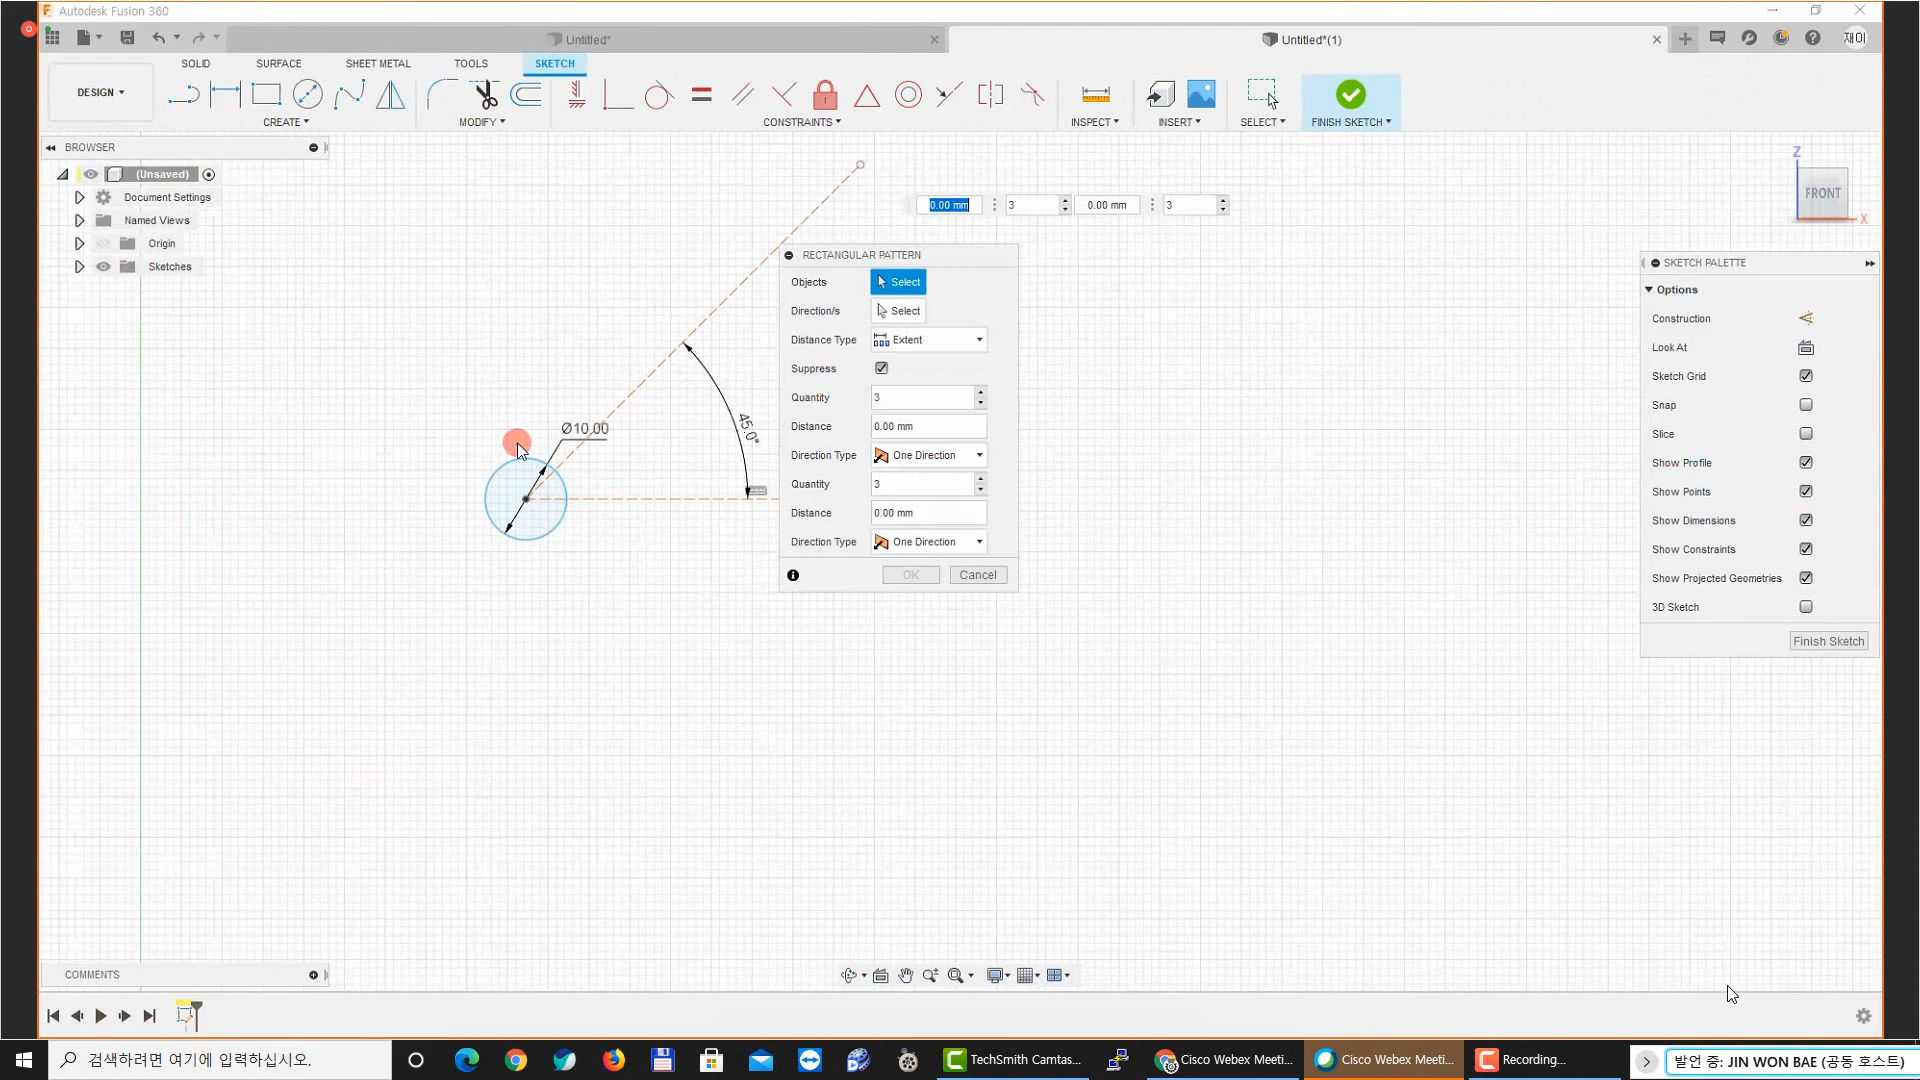 Autodesk Fusion 360
Untitled*
Untitled*(1)
재이
DESIGN
SOLID
SURFACE
SHEET METAL
TOOLS
SKETCH
CREATE
MODIFY
CONSTRAINTS
INSPECT
INSERT
SELECT
FINISH SKETCH
BROWSER
(Unsaved)
Document Settings
Named Views
Origin
Sketches
0.00 mm
3
0.00 mm
3
Z
FRONT
X
RECTANGULAR PATTERN
Objects Select
Direction/s Select
Distance Type Extent
Suppress
Quantity 3
Distance 0.00 mm
Direction Type One Direction
Quantity 3
Distance 0.00 mm
Direction Type One Direction
OK Cancel
Ø10.00
45.0°
SKETCH PALETTE
Options
Construction
Look At
Sketch Grid
Snap
Slice
Show Profile
Show Points
Show Dimensions
Show Constraints
Show Projected Geometries
3D Sketch
Finish Sketch
COMMENTS
검색하려면 여기에 입력하십시오.
TechSmith Camtas...
Cisco Webex Meeti...
Cisco Webex Meeti...
Recording...
발언 중: JIN WON BAE (공동 호스트)